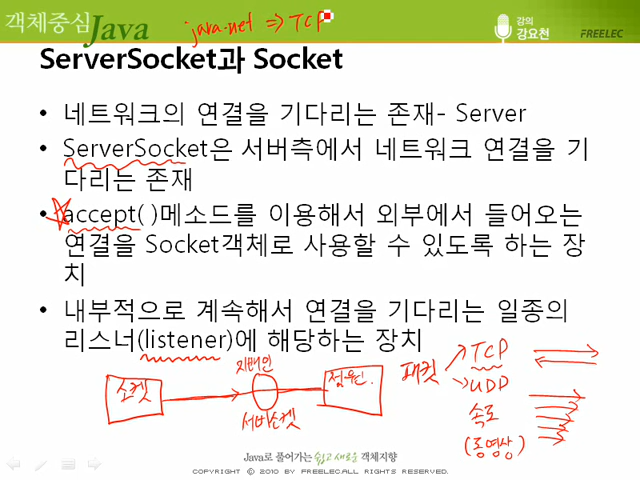 객체중심 Java
java.net ⇒ TCP
강의
강요천
FREELEC
ServerSocket과 Socket
• 네트워크의 연결을 기다리는 존재- Server
• ServerSocket은 서버측에서 네트워크 연결을 기
다리는 존재
• accept( )메소드를 이용해서 외부에서 들어오는
연결을 Socket객체로 사용할 수 있도록 하는 장
치
• 내부적으로 계속해서 연결을 기다리는 일종의
리스너(listener)에 해당하는 장치
소켓
지배인
서버소켓
점원.
패킷
TCP
UDP
속도
(동영상)
Java로 풀어가는 쉽고 새로운 객체지향
COPYRIGHT © 2010 BY FREELEC ALL RIGHTS RESERVED.